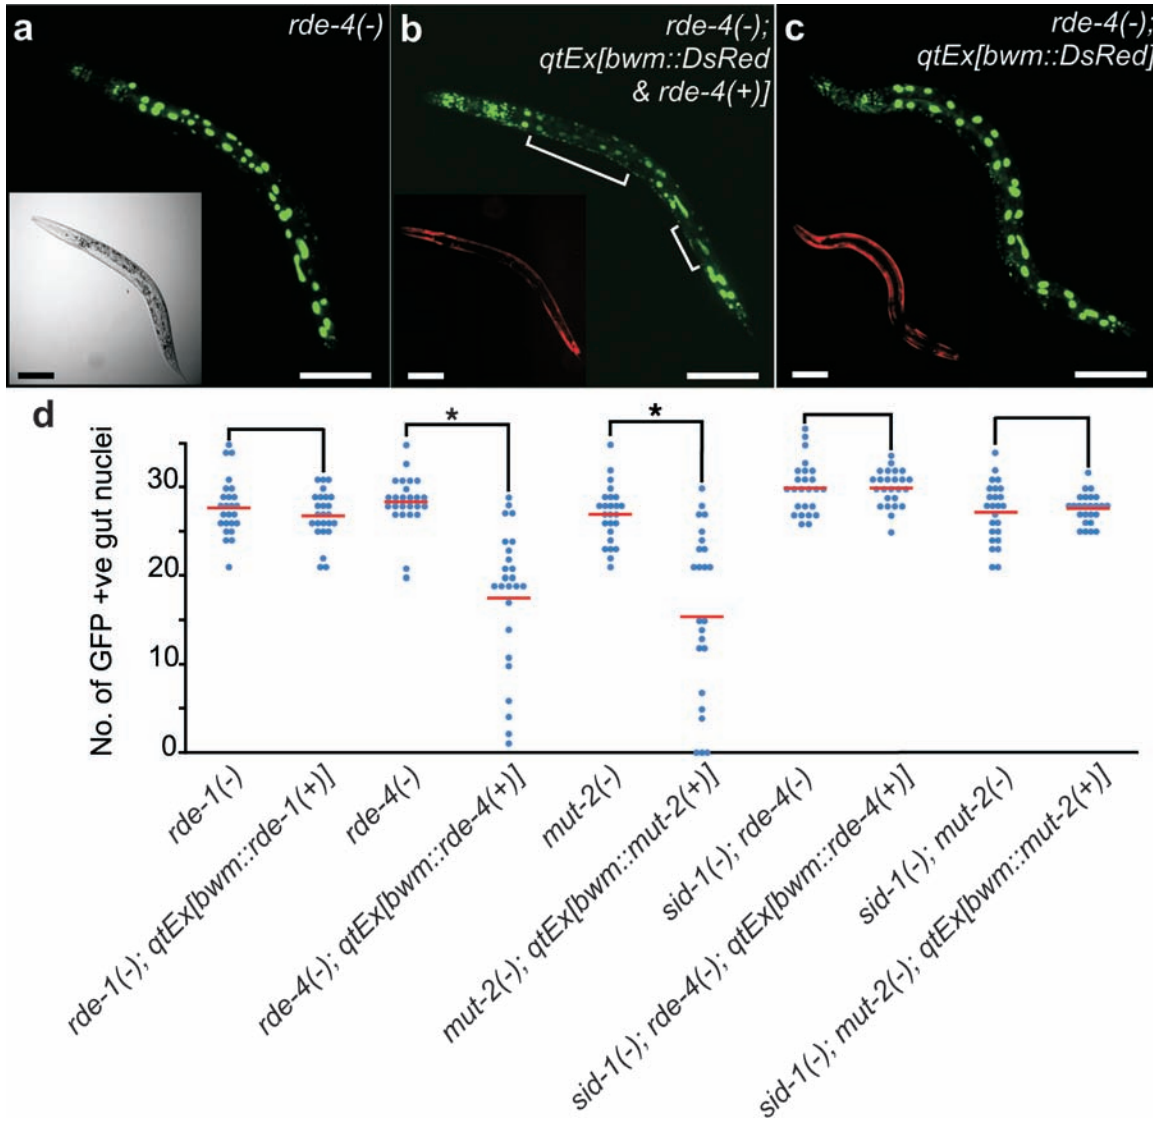 a
rde-4(-)
b
rde-4(-);
qtEx[bwm::DsRed
& rde-4(+)]
c
rde-4(-);
qtEx[bwm::DsRed]
d
No. of GFP +ve gut nuclei
30
20
10
0
*
*
rde-1(-)
rde-1(-); qtEx[bwm::rde-1(+)]
rde-4(-)
rde-4(-); qtEx[bwm::rde-4(+)]
mut-2(-)
mut-2(-); qtEx[bwm::mut-2(+)]
sid-1(-); rde-4(-)
sid-1(-); rde-4(-); qtEx[bwm::rde-4(+)]
sid-1(-); mut-2(-)
sid-1(-); mut-2(-); qtEx[bwm::mut-2(+)]